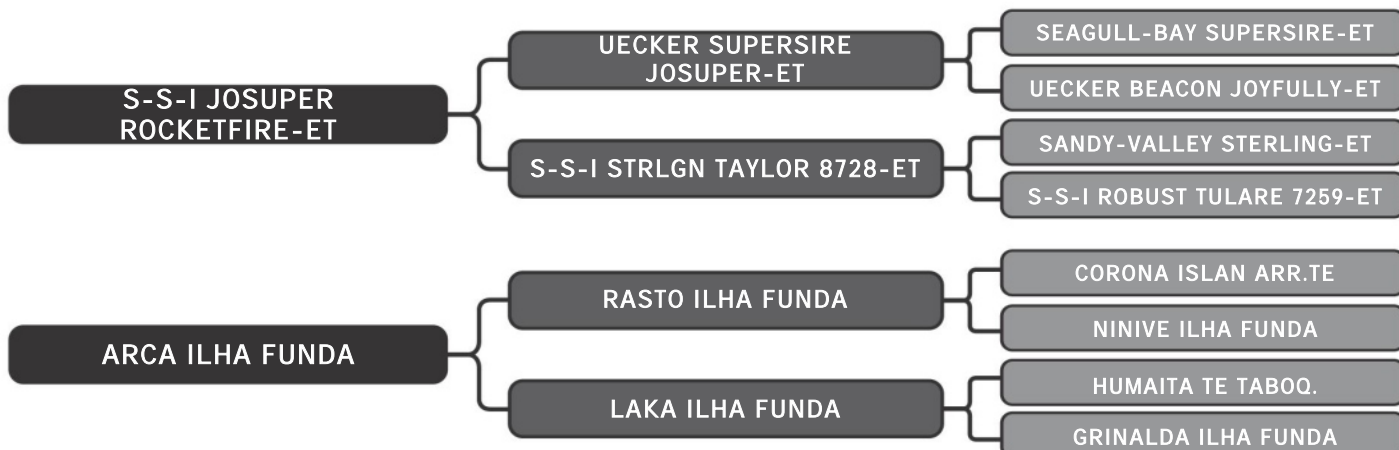 S-S-I JOSUPER
ROCKETFIRE-ET
UECKER SUPERSIRE
JOSUPER-ET
SEAGULL-BAY SUPERSIRE-ET
UECKER BEACON JOYFULLY-ET
S-S-I STRLGN TAYLOR 8728-ET
SANDY-VALLEY STERLING-ET
S-S-I ROBUST TULARE 7259-ET
ARCA ILHA FUNDA
RASTO ILHA FUNDA
CORONA ISLAN ARR.TE
NINIVE ILHA FUNDA
LAKA ILHA FUNDA
HUMAITA TE TABOQ.
GRINALDA ILHA FUNDA